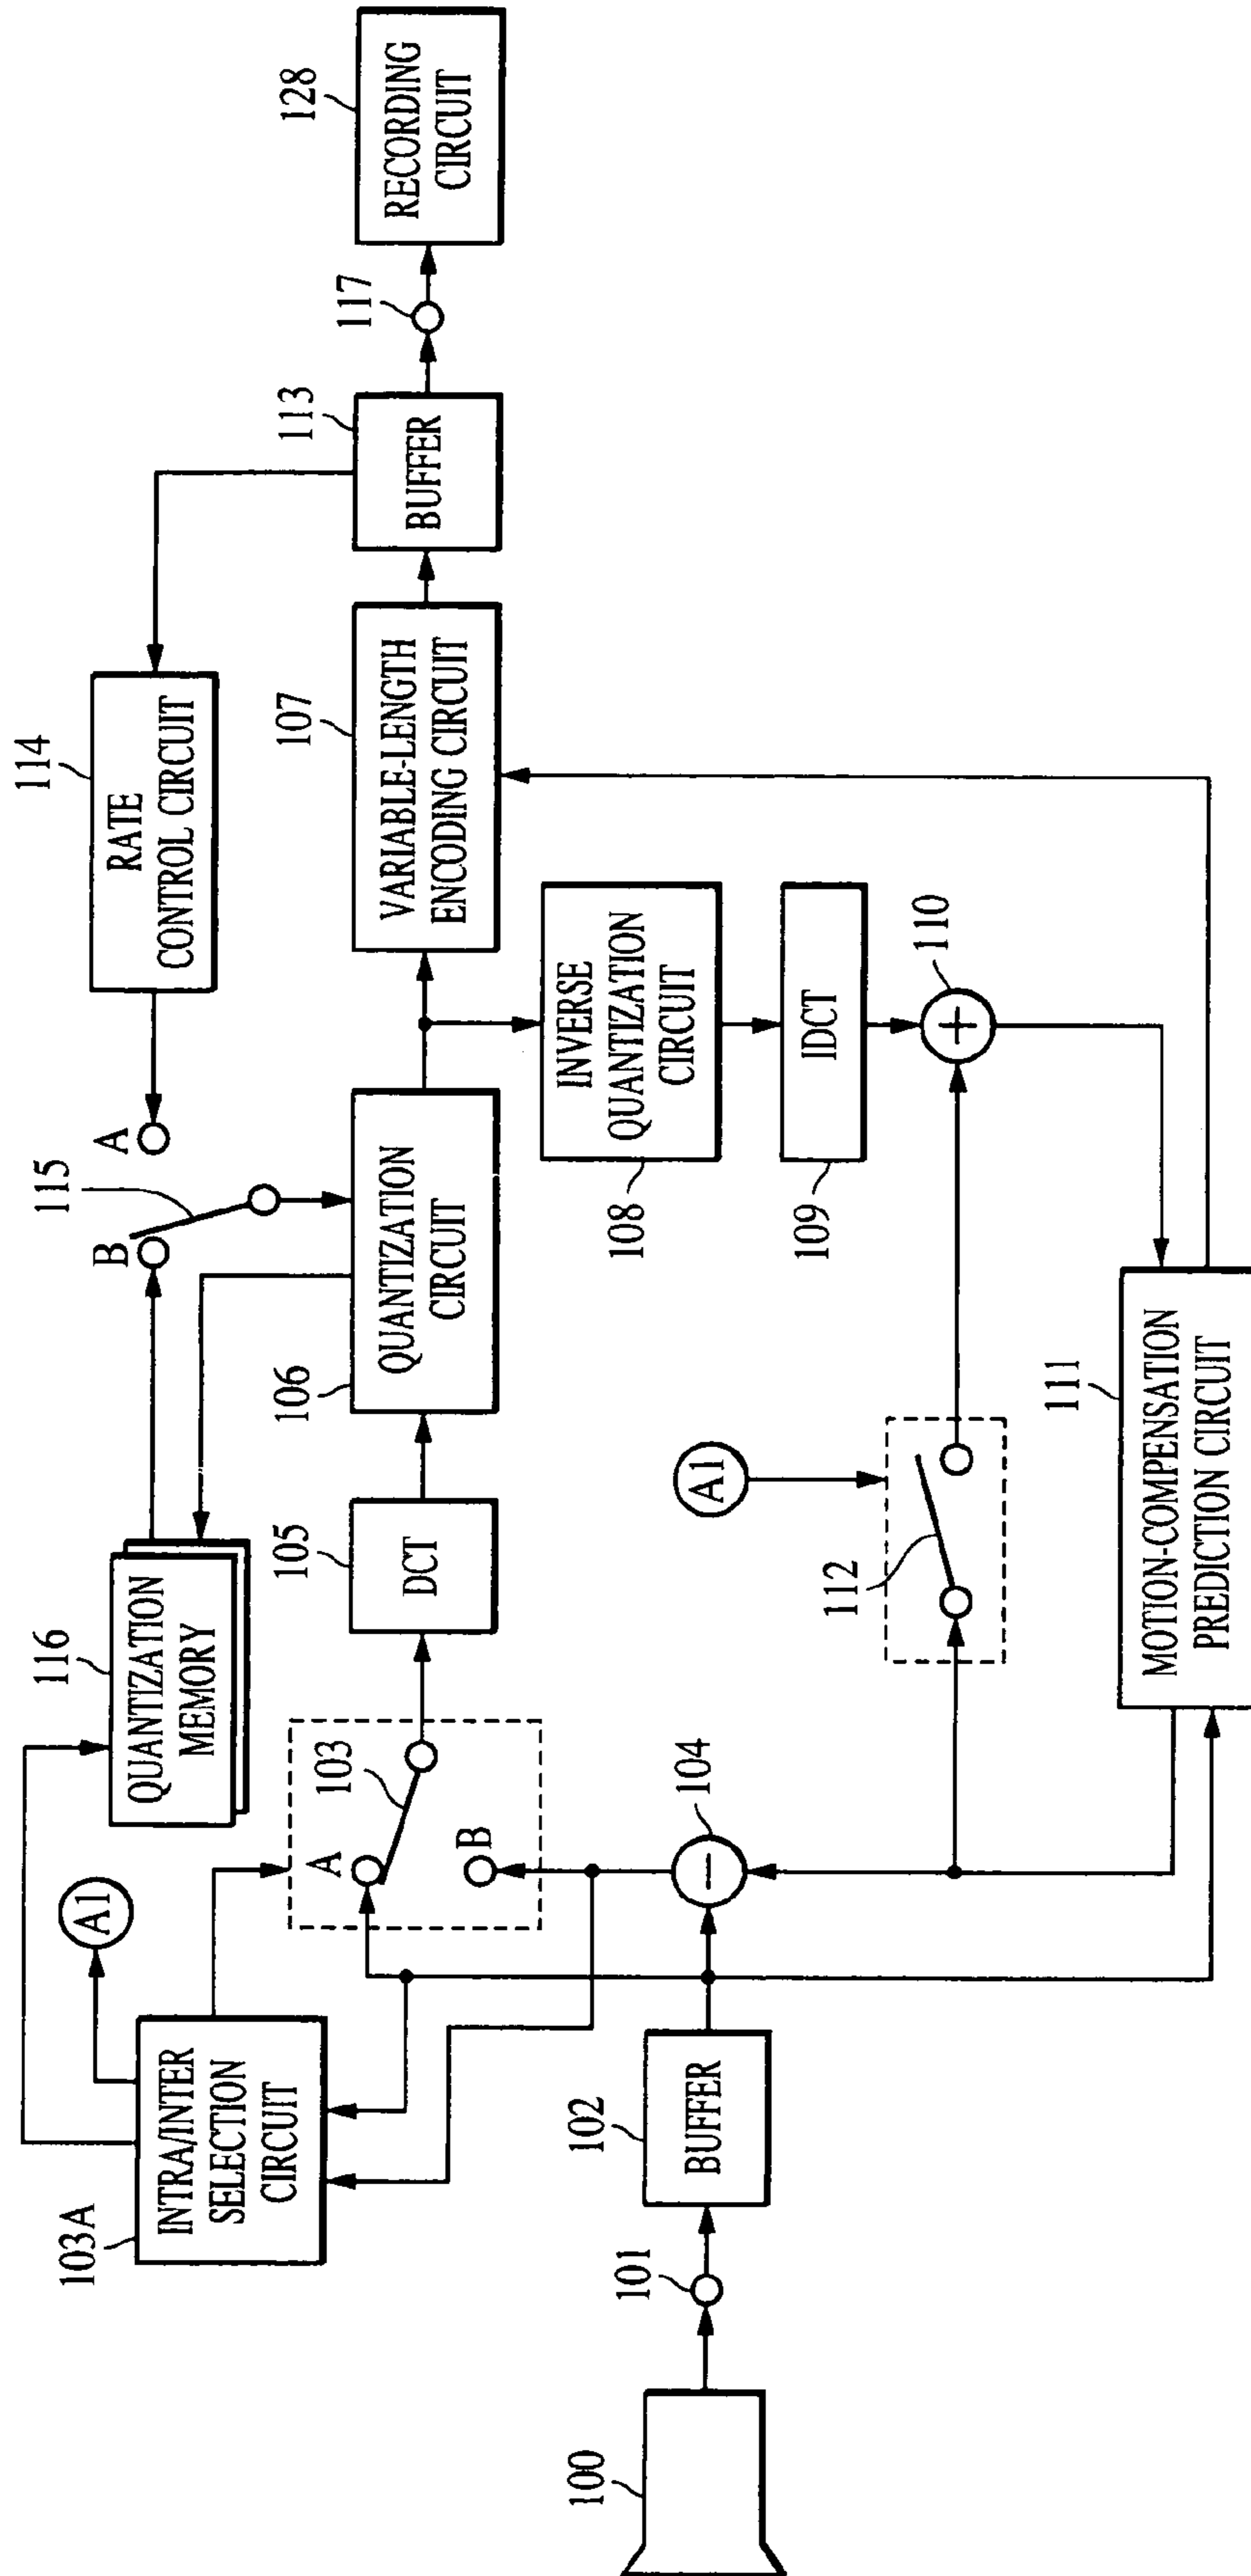 100
101
102
BUFFER
103A
INTRA/INTER
SELECTION
CIRCUIT
A1
116
QUANTIZATION
MEMORY
A
103
B
104
105
DCT
106
QUANTIZATION
CIRCUIT
B
115
A
114
RATE
CONTROL CIRCUIT
107
VARIABLE-LENGTH
ENCODING CIRCUIT
113
BUFFER
117
128
RECORDING
CIRCUIT
INVERSE
QUANTIZATION
CIRCUIT
108
IDCT
109
110
+
−
A1
112
111
MOTION-COMPENSATION
PREDICTION CIRCUIT